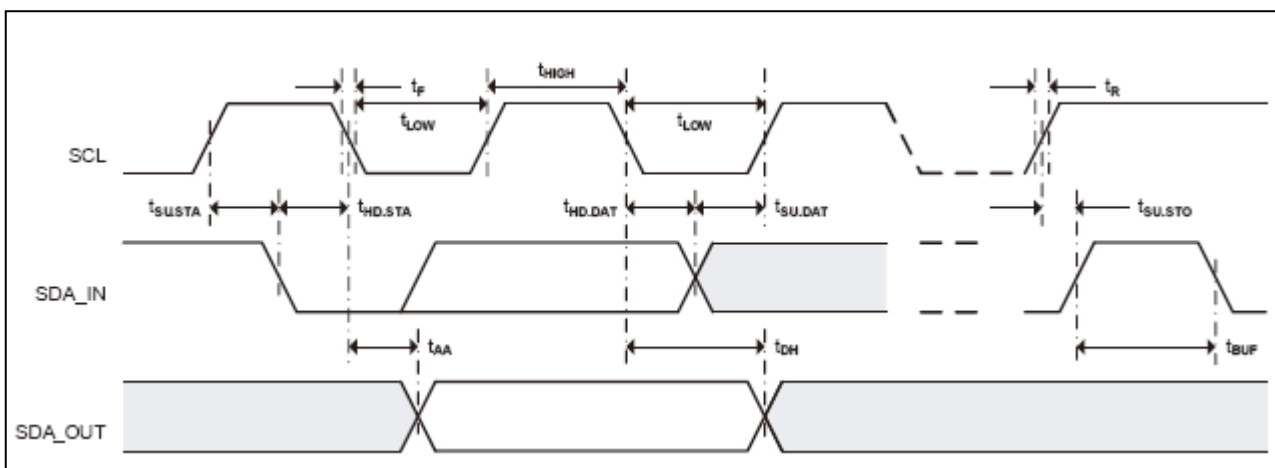 tHIGH
tF
tR
tLOW
tLOW
SCL
tSU.STA
tHD.STA
tHD.DAT
tSU.DAT
tSU.STO
SDA_IN
tAA
tDH
tBUF
SDA_OUT